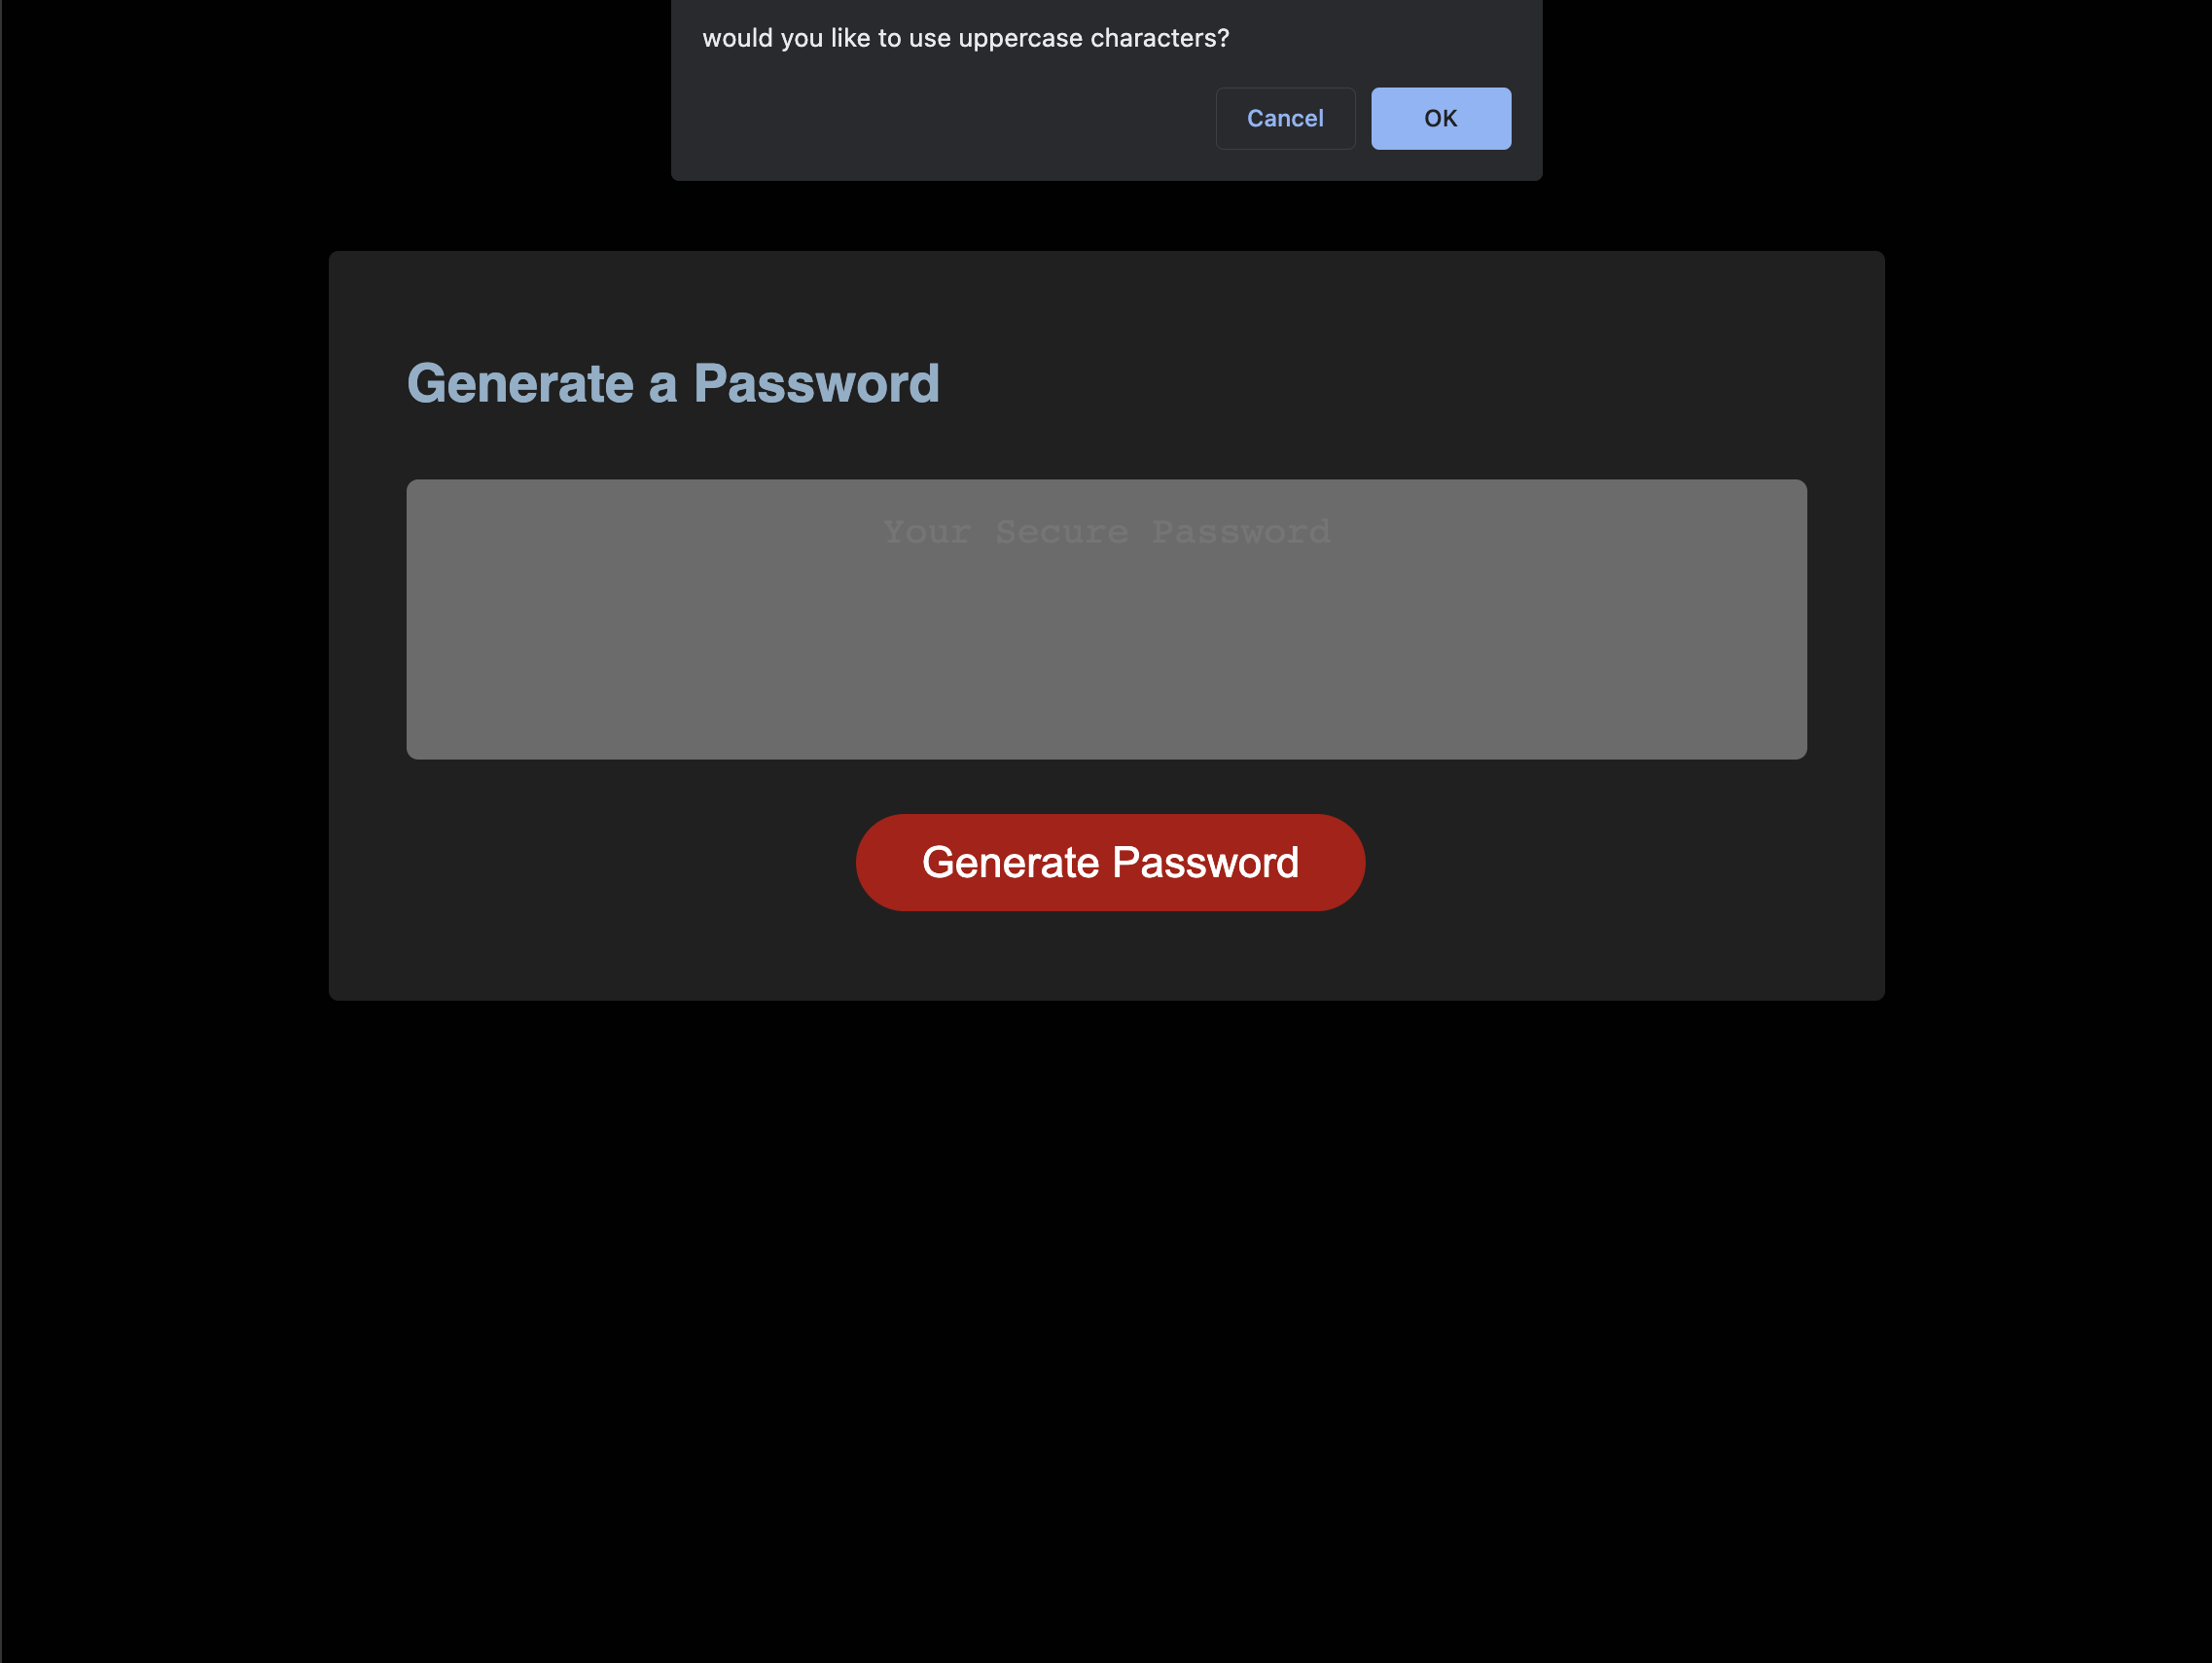 would you like to use uppercase characters?
Cancel OK
Generate a Password
Your Secure Password
Generate Password